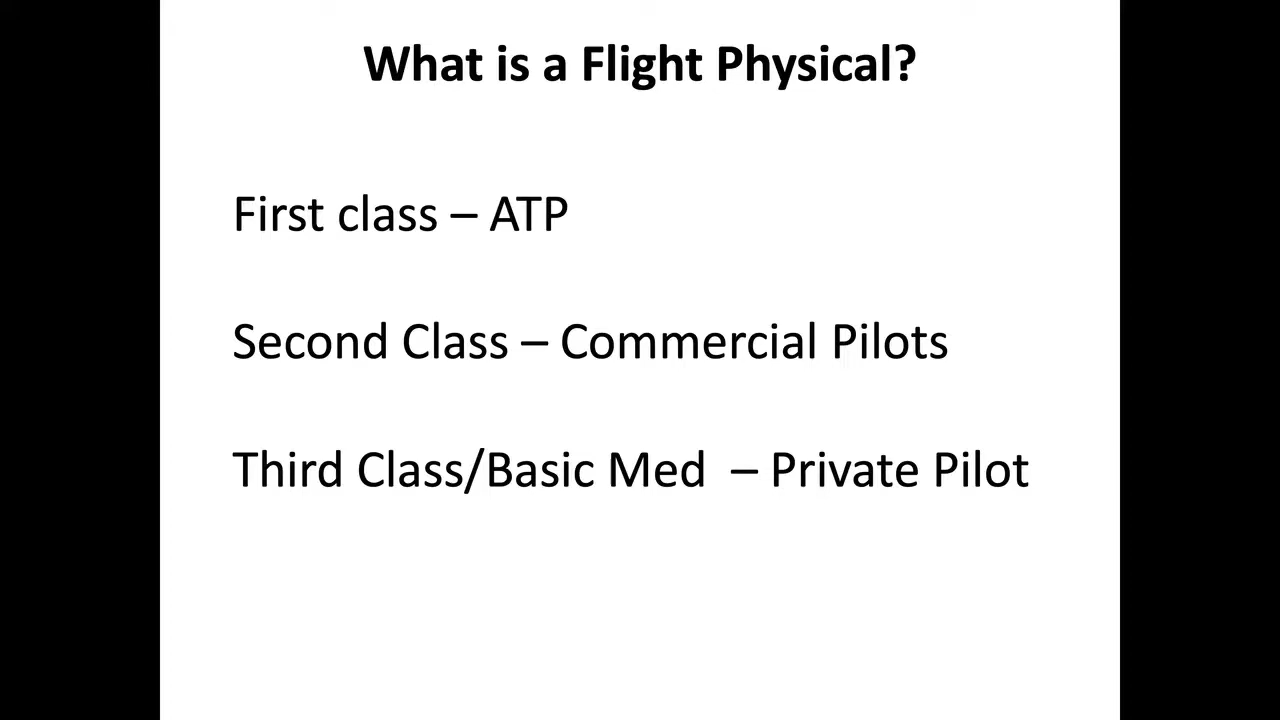 What is a Flight Physical?
First class – ATP
Second Class – Commercial Pilots
Third Class/Basic Med – Private Pilot